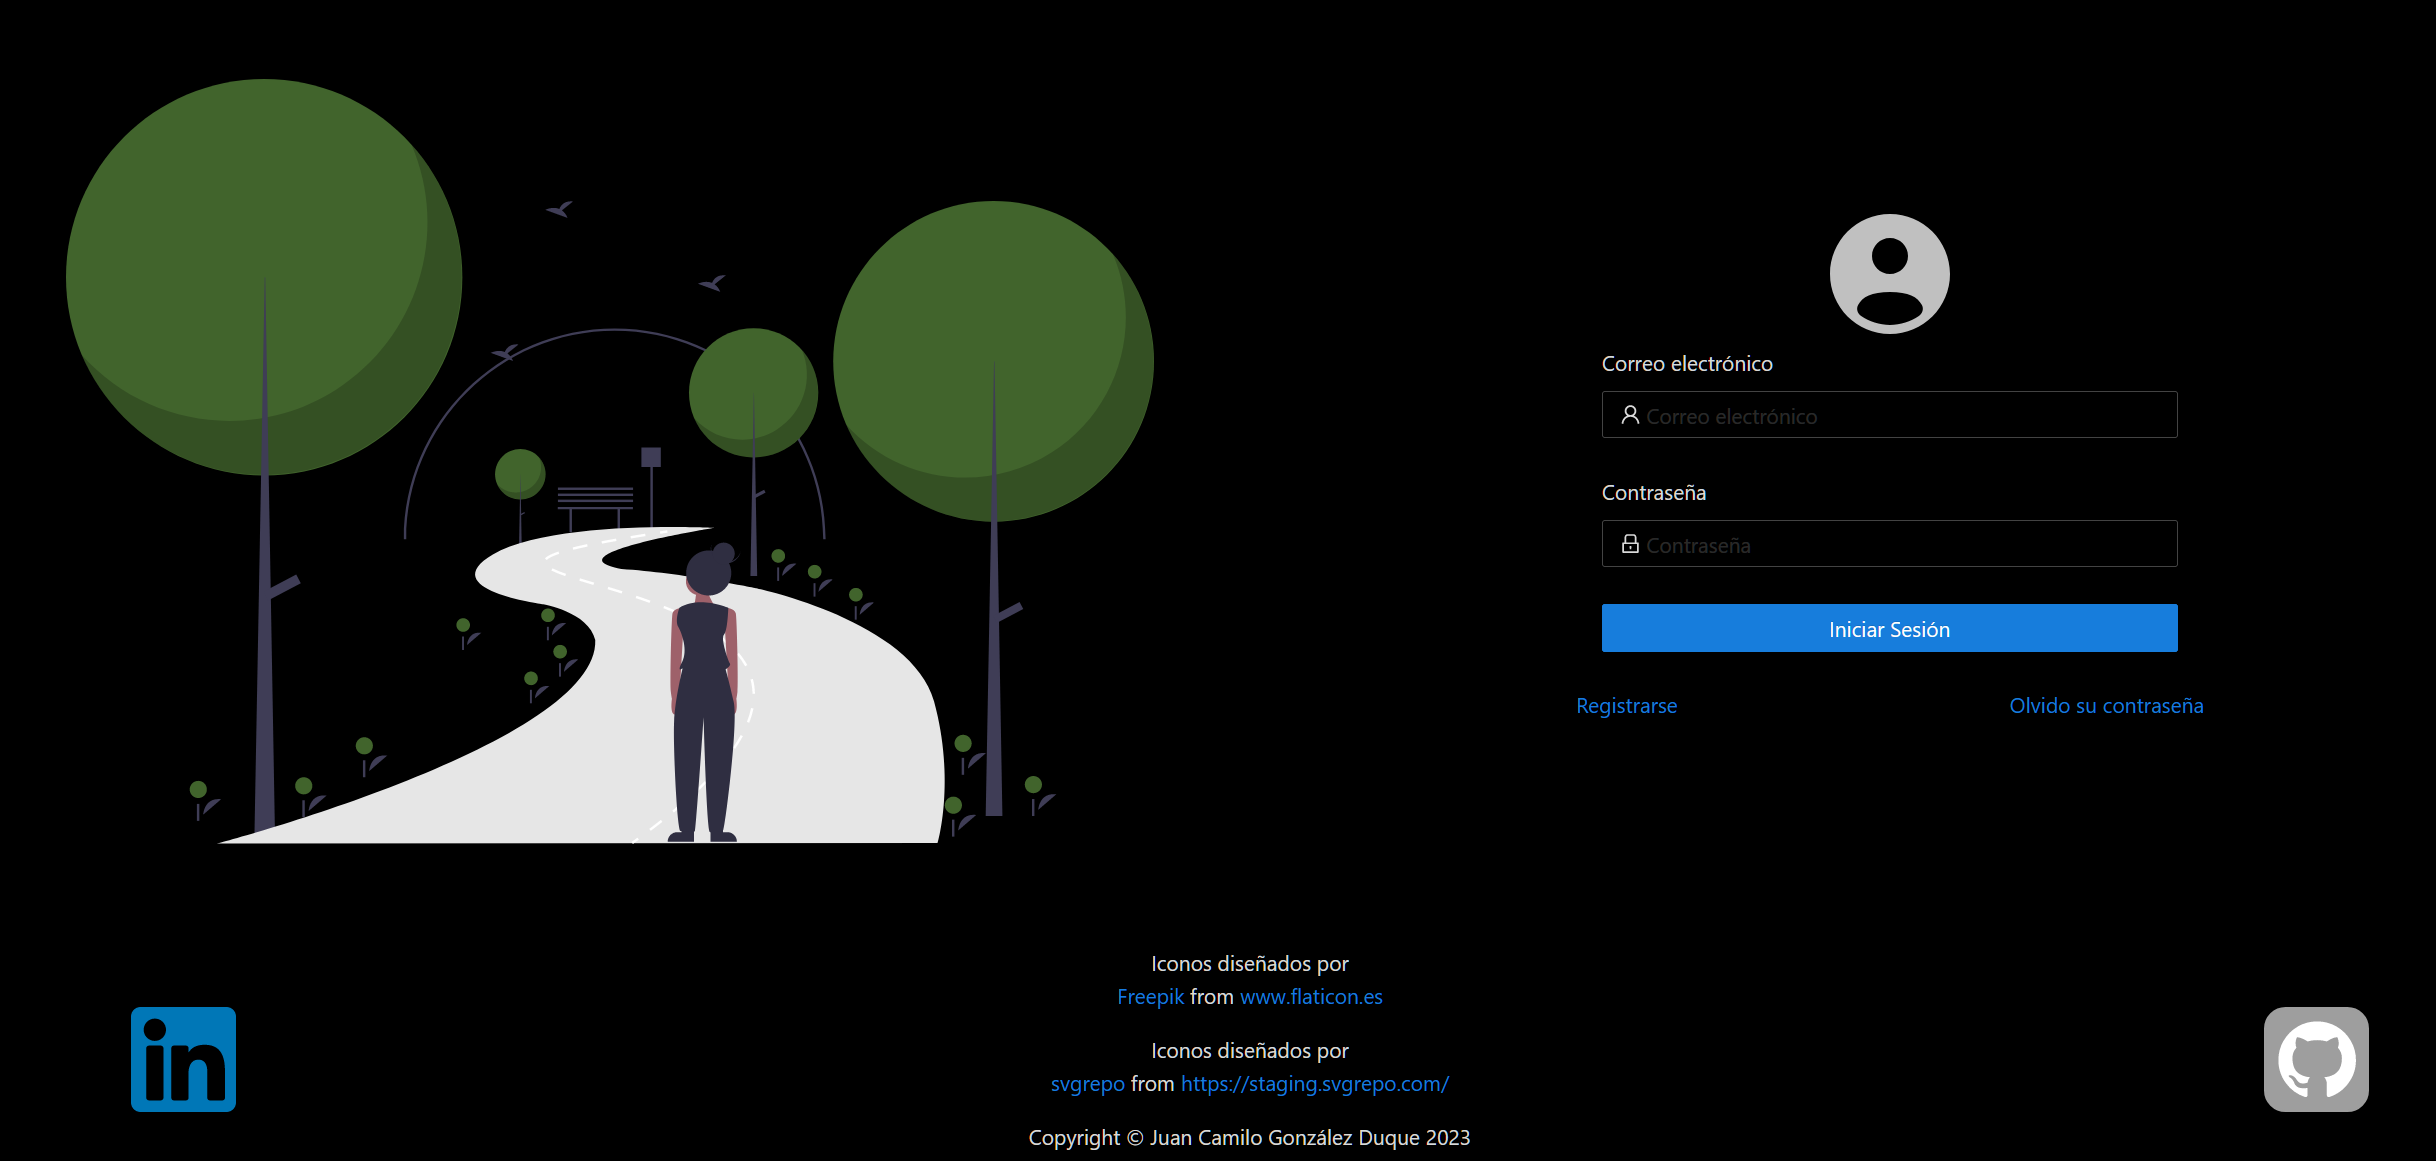 Correo electrónico
Correo electrónico
Contraseña
Contraseña
Iniciar Sesión
Registrarse
Olvido su contraseña
Iconos diseñados por
Freepik from www.flaticon.es
Iconos diseñados por
svgrepo from https://staging.svgrepo.com/
in
Copyright © Juan Camilo González Duque 2023